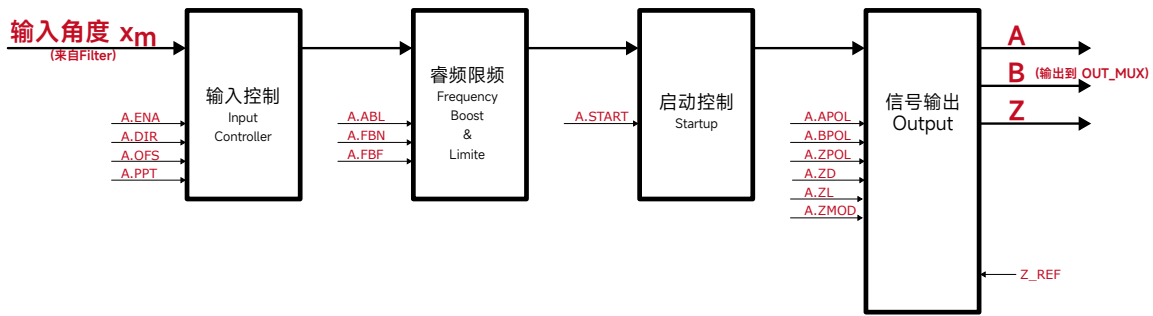 输入角度 xm
(来自Filter)
输入控制
Input
Controller
A.ENA
A.DIR
A.OFS
A.PPT
睿频限频
Frequency
Boost
&
Limite
A.ABL
A.FBN
A.FBF
启动控制
Startup
A.START
信号输出
Output
A.APOL
A.BPOL
A.ZPOL
A.ZD
A.ZL
A.ZMOD
A
B (输出到 OUT_MUX)
Z
Z_REF